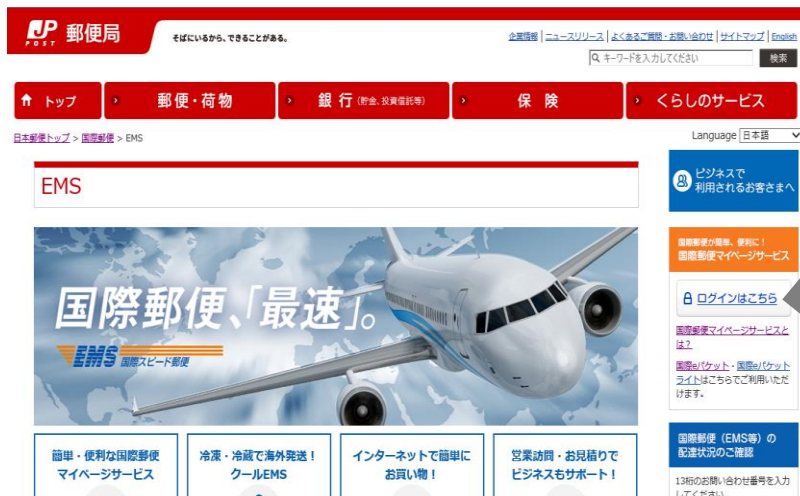 JP
POST 郵便局
そばにいるから、できることがある。
企業情報 | ニュースリリース | よくあるご質問・お問い合わせ | サイトマップ | English
キーワードを入力してください 検索
トップ
郵便・荷物
銀行(貯金、投資信託等)
保険
くらしのサービス
日本郵便トップ > 国際郵便 > EMS
Language 日本語
EMS
国際郵便、「最速」。
EMS 国際スピード郵便
ビジネスで
利用されるお客さまへ
国際郵便が簡単、便利に!
国際郵便マイページサービス
ログインはこちら
国際郵便マイページサービスと
は?
国際eパケット・国際eパケット
ライトはこちらでご利用いただ
けます。
簡単・便利な国際郵便
マイページサービス
冷凍・冷蔵で海外発送!
クールEMS
インターネットで簡単に
お買い物!
営業訪問・お見積りで
ビジネスもサポート!
国際郵便(EMS等)の
配達状況のご確認
13桁のお問い合わせ番号を入力
してください